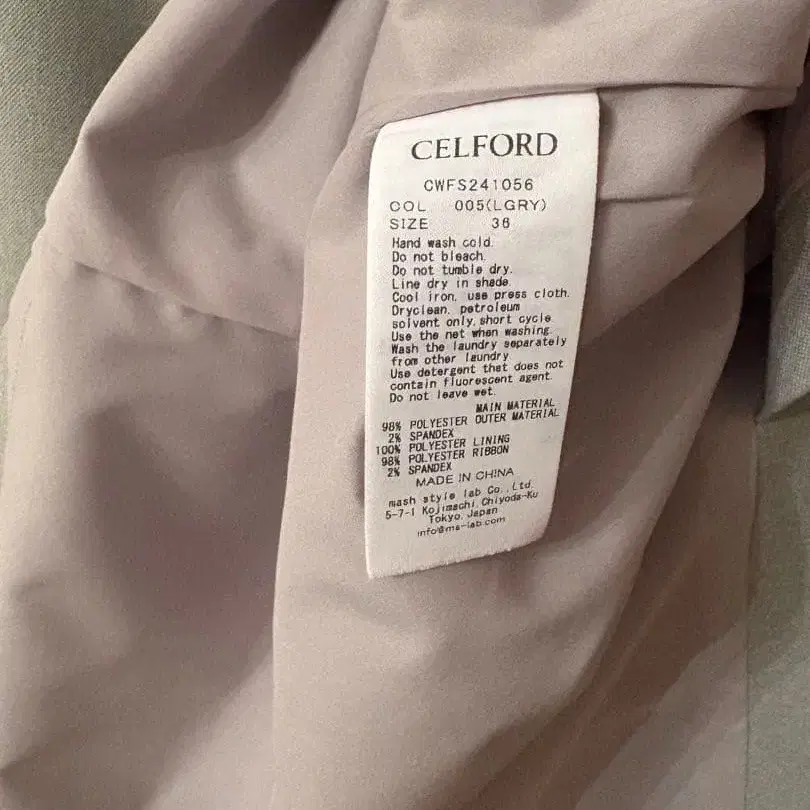 CELFORD
CWFS241056
COL 005(LGRY)
SIZE 36
Hand wash cold.
Do not bleach.
Do not tumble dry.
Line dry in shade.
Cool iron, use press cloth.
Dryclean, petroleum
solvent only, short cycle.
Use the net when washing.
Wash the laundry separately
from other laundry.
Use detergent that does not
contain fluorescent agent.
Do not leave wet.
MAIN MATERIAL
98% POLYESTER OUTER MATERIAL
2% SPANDEX
100% POLYESTER LINING
98% POLYESTER RIBBON
2% SPANDEX
MADE IN CHINA
mash style lab Co., Ltd.
5-7-1 Kojimachi, Chiyoda-Ku
Tokyo, Japan
info@ms-lab.com